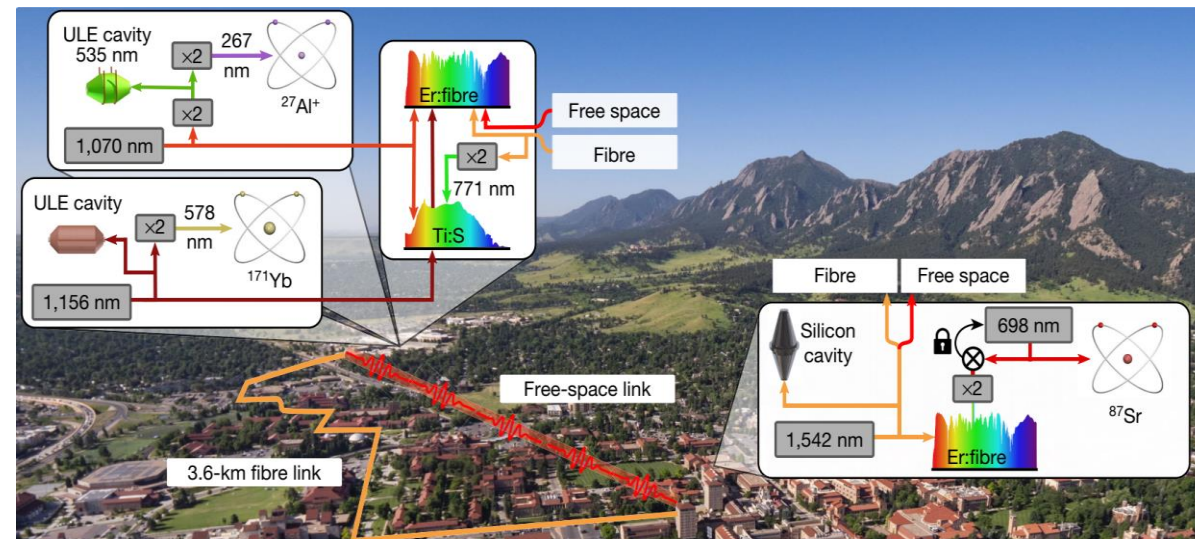 ULE cavity
535 nm
×2
267
nm
27Al+
×2
1,070 nm
ULE cavity
×2
578
nm
171Yb
1,156 nm
Er:fibre
×2
771 nm
Ti:S
Free space
Fibre
Fibre
Free space
Silicon
cavity
698 nm
×2
87Sr
1,542 nm
Er:fibre
Free-space link
3.6-km fibre link